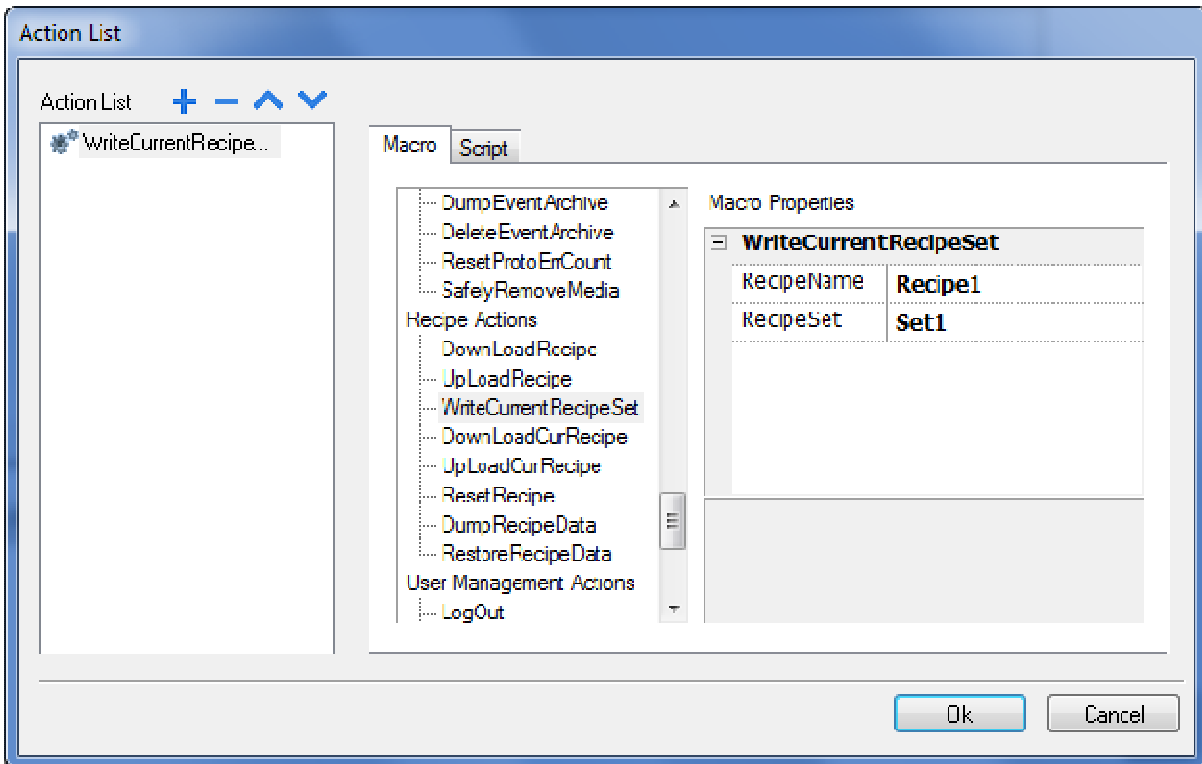 Action List
Action List
WriteCurrentRecipe...
Macro
Script
DumpEventArchive
DeleteEventArchive
ResetProtoErrCount
SafelyRemoveMedia
Recipe Actions
DownLoadRecipe
UpLoadRecipe
WriteCurrentRecipeSet
DownLoadCurRecipe
UpLoadCurRecipe
ResetRecipe
DumpRecipeData
RestoreRecipeData
User Management Actions
LogOut
Macro Properties
WriteCurrentRecipeSet
RecipeName Recipe1
RecipeSet Set1
Ok Cancel